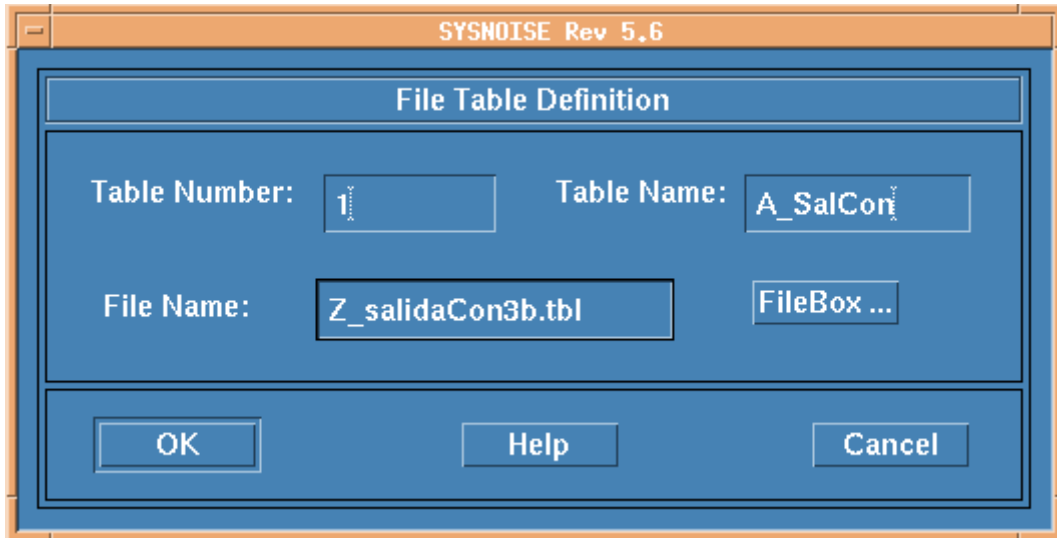 SYSNOISE Rev 5.6
File Table Definition
Table Number: 1 Table Name: A_SalCon
File Name: Z_salidaCon3b.tbl FileBox ...
OK Help Cancel